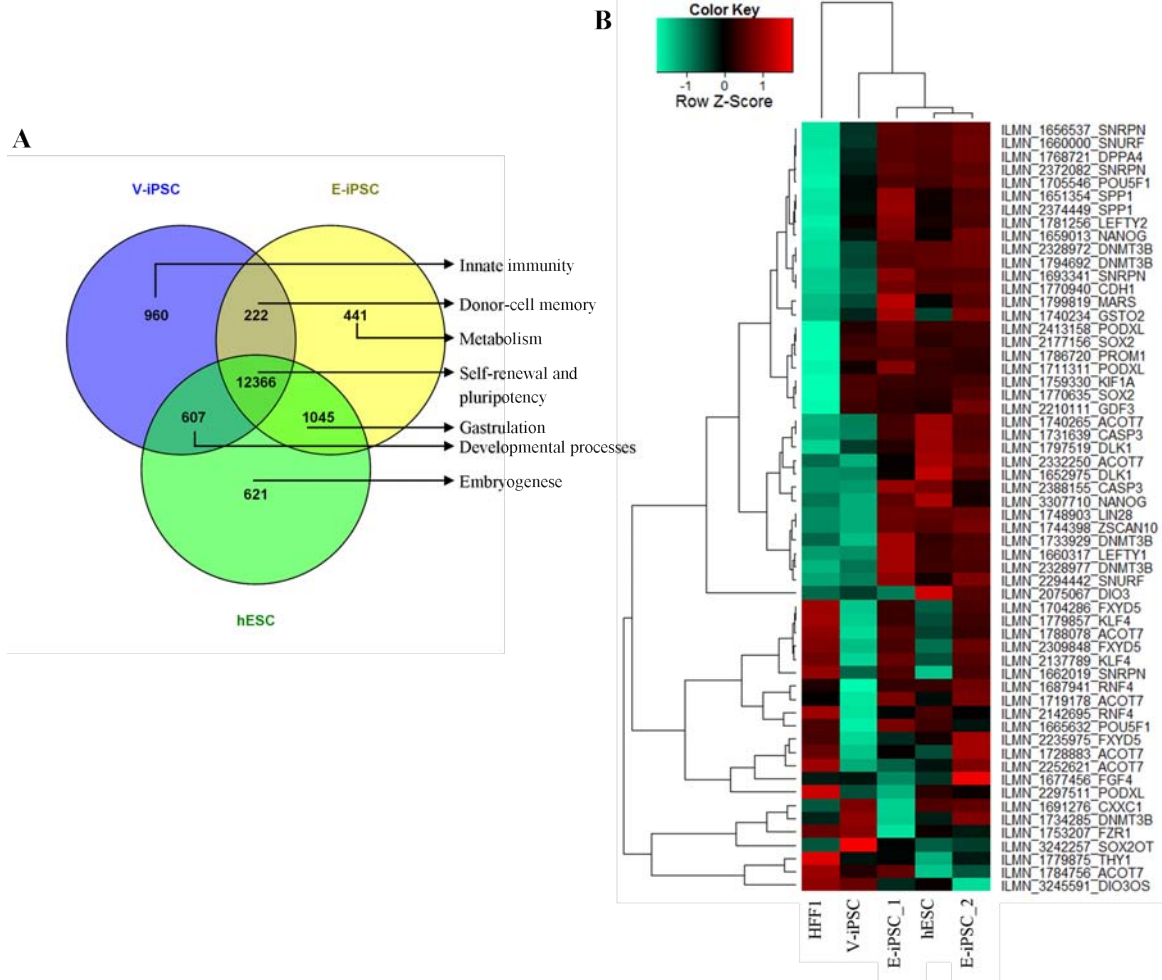 A
V-iPSC
E-iPSC
960
222
441
12366
607
1045
621
hESC
Innate immunity
Donor-cell memory
Metabolism
Self-renewal and
pluripotency
Gastrulation
Developmental processes
Embryogenese
B
Color Key
-1
0
1
Row Z-Score
ILMN_1656537_SNRPN
ILMN_1660000_SNURF
ILMN_1768721_DPPA4
ILMN_2372082_SNRPN
ILMN_1705546_POU5F1
ILMN_1651354_SPP1
ILMN_2374449_SPP1
ILMN_1781256_LEFTY2
ILMN_1659013_NANOG
ILMN_2328972_DNMT3B
ILMN_1794692_DNMT3B
ILMN_1693341_SNRPN
ILMN_1770940_CDH1
ILMN_1799819_MARS
ILMN_1740234_GSTO2
ILMN_2413158_PODXL
ILMN_2177156_SOX2
ILMN_1786720_PROM1
ILMN_1711311_PODXL
ILMN_1759330_KIF1A
ILMN_1770635_SOX2
ILMN_2210111_GDF3
ILMN_1740265_ACOT7
ILMN_1731639_CASP3
ILMN_1797519_DLK1
ILMN_2332250_ACOT7
ILMN_1652975_DLK1
ILMN_2388155_CASP3
ILMN_3307710_NANOG
ILMN_1748903_LIN28
ILMN_1744398_ZSCAN10
ILMN_1733929_DNMT3B
ILMN_1660317_LEFTY1
ILMN_2328977_DNMT3B
ILMN_2294442_SNURF
ILMN_2075067_DIO3
ILMN_1704286_FXYD5
ILMN_1779857_KLF4
ILMN_1788078_ACOT7
ILMN_2309848_FXYD5
ILMN_2137789_KLF4
ILMN_1662019_SNRPN
ILMN_1687941_RNF4
ILMN_1719178_ACOT7
ILMN_2142695_RNF4
ILMN_1665632_POU5F1
ILMN_2235975_FXYD5
ILMN_1728883_ACOT7
ILMN_2252621_ACOT7
ILMN_1677456_FGF4
ILMN_2297511_PODXL
ILMN_1691276_CXXC1
ILMN_1734285_DNMT3B
ILMN_1753207_FZR1
ILMN_3242257_SOX2OT
ILMN_1779875_THY1
ILMN_1784756_ACOT7
ILMN_3245591_DIO3OS
HFF1
V-iPSC
E-iPSC_1
hESC
E-iPSC_2